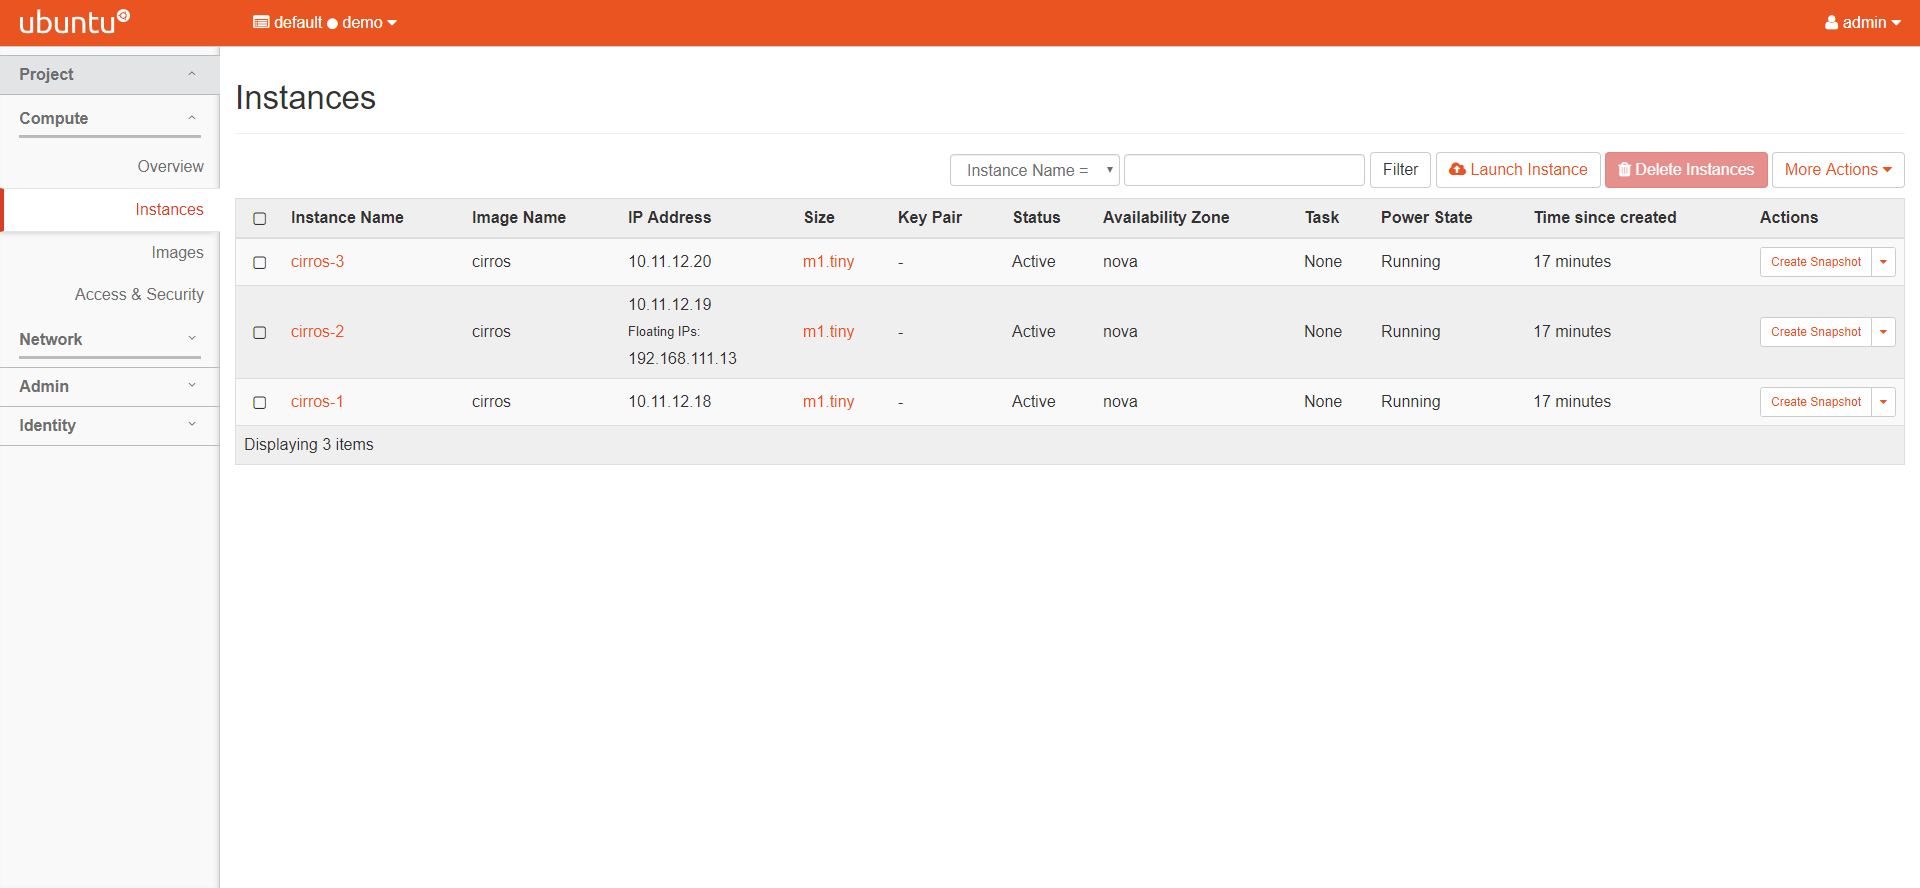 ubuntu
default ● demo
admin
Project
Compute
Overview
Instances
Images
Access & Security
Network
Admin
Identity
Instances
Instance Name =
Filter
Launch Instance
Delete Instances
More Actions
Instance Name Image Name IP Address Size Key Pair Status Availability Zone Task Power State Time since created Actions
cirros-3 cirros 10.11.12.20 m1.tiny - Active nova None Running 17 minutes Create Snapshot
10.11.12.19
cirros-2 cirros Floating IPs: m1.tiny - Active nova None Running 17 minutes Create Snapshot
192.168.111.13
cirros-1 cirros 10.11.12.18 m1.tiny - Active nova None Running 17 minutes Create Snapshot
Displaying 3 items